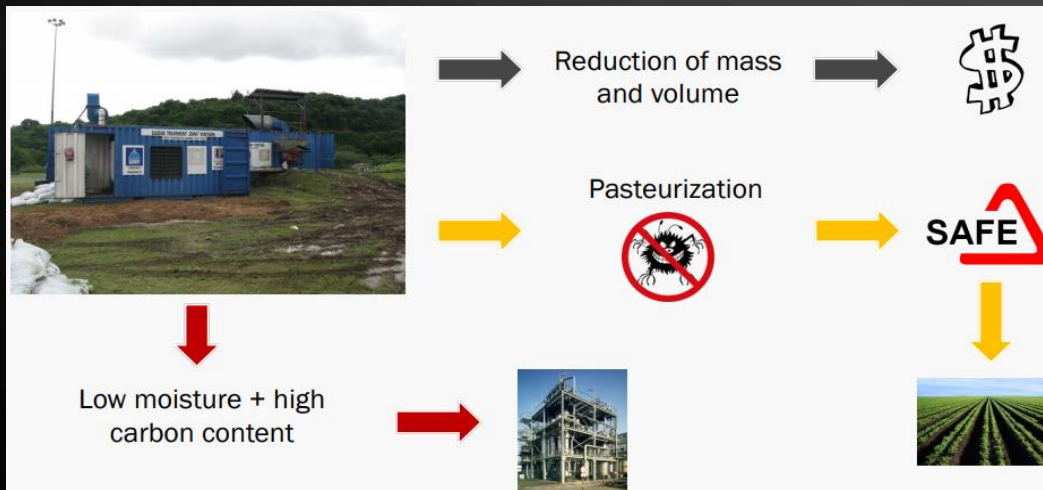 Reduction of mass
and volume
Pasteurization
SAFE
Low moisture + high
carbon content